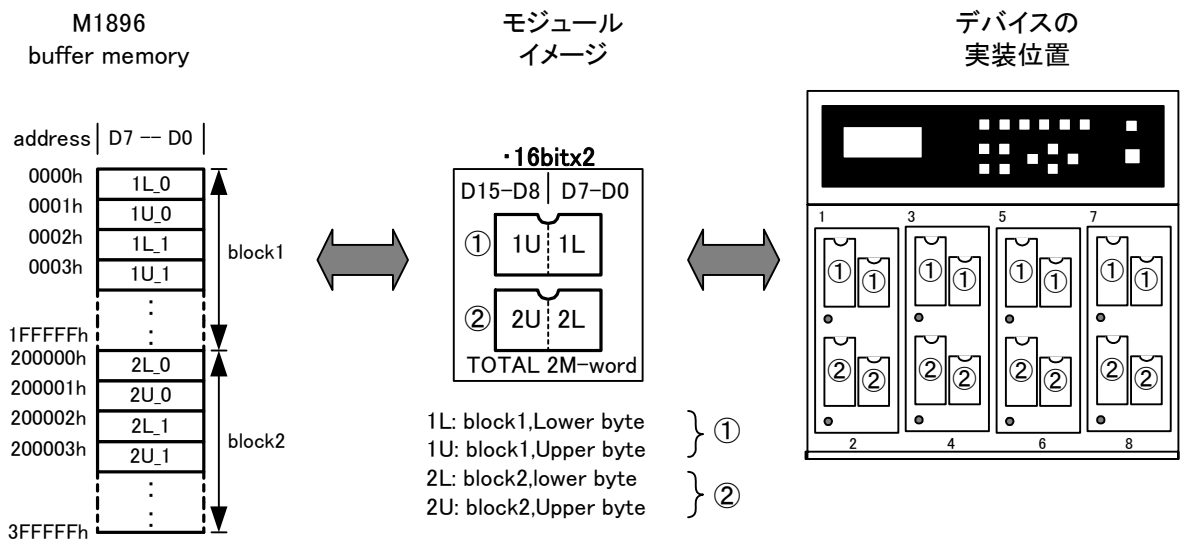 M1896
buffer memory
address D7 -- D0
0000h 1L_0
0001h 1U_0
0002h 1L_1
0003h 1U_1
block1
1FFFFFh
200000h 2L_0
200001h 2U_0
200002h 2L_1
200003h 2U_1
block2
3FFFFFh
モジュール
イメージ
・16bitx2
D15-D8 D7-D0
① 1U 1L
② 2U 2L
TOTAL 2M-word
1L: block1,Lower byte
1U: block1,Upper byte
①
2L: block2,lower byte
2U: block2,Upper byte
②
デバイスの
実装位置
1 3 5 7
① ① ① ① ① ① ① ①
② ② ② ② ② ② ② ②
2 4 6 8